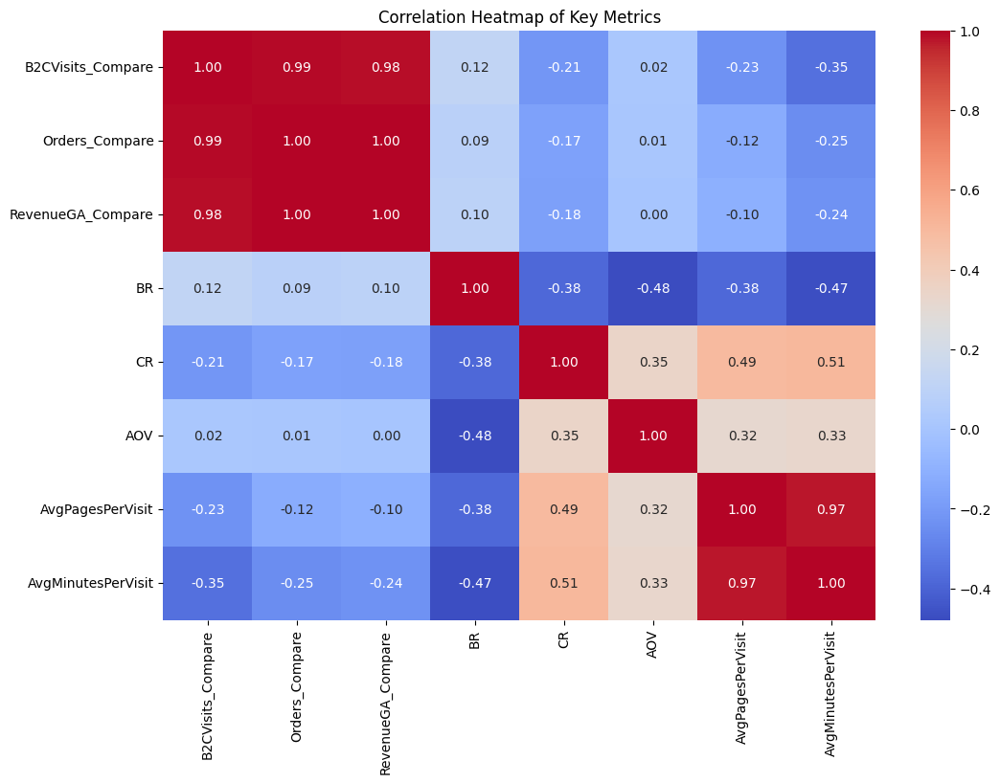 Correlation Heatmap of Key Metrics
B2CVisits_Compare 1.00 0.99 0.98 0.12 -0.21 0.02 -0.23 -0.35
Orders_Compare 0.99 1.00 1.00 0.09 -0.17 0.01 -0.12 -0.25
RevenueGA_Compare 0.98 1.00 1.00 0.10 -0.18 0.00 -0.10 -0.24
BR 0.12 0.09 0.10 1.00 -0.38 -0.48 -0.38 -0.47
CR -0.21 -0.17 -0.18 -0.38 1.00 0.35 0.49 0.51
AOV 0.02 0.01 0.00 -0.48 0.35 1.00 0.32 0.33
AvgPagesPerVisit -0.23 -0.12 -0.10 -0.38 0.49 0.32 1.00 0.97
AvgMinutesPerVisit -0.35 -0.25 -0.24 -0.47 0.51 0.33 0.97 1.00
B2CVisits_Compare
Orders_Compare
RevenueGA_Compare
BR
CR
AOV
AvgPagesPerVisit
AvgMinutesPerVisit
1.0
0.8
0.6
0.4
0.2
0.0
−0.2
−0.4